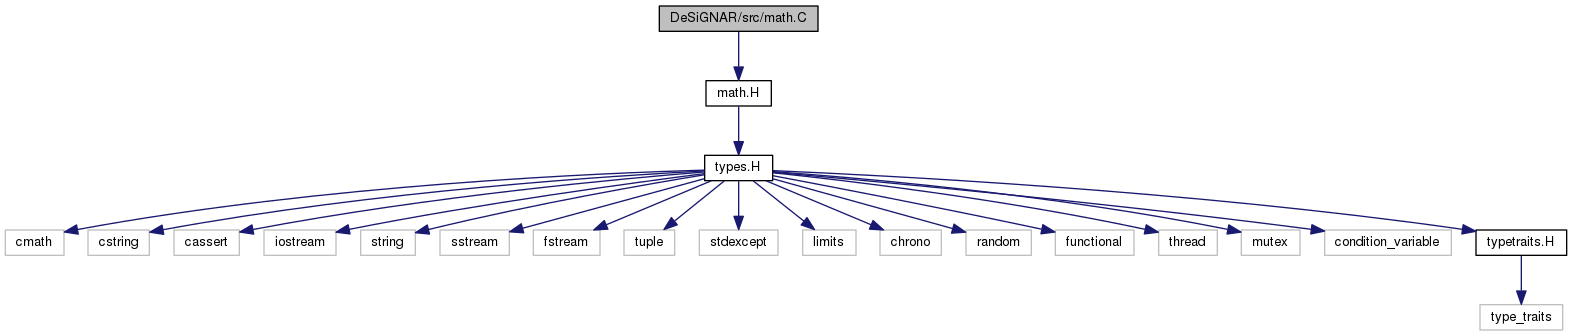 DeSiGNAR/src/math.C
math.H
types.H
cmath
cstring
cassert
iostream
string
sstream
fstream
tuple
stdexcept
limits
chrono
random
functional
thread
mutex
condition_variable
typetraits.H
type_traits